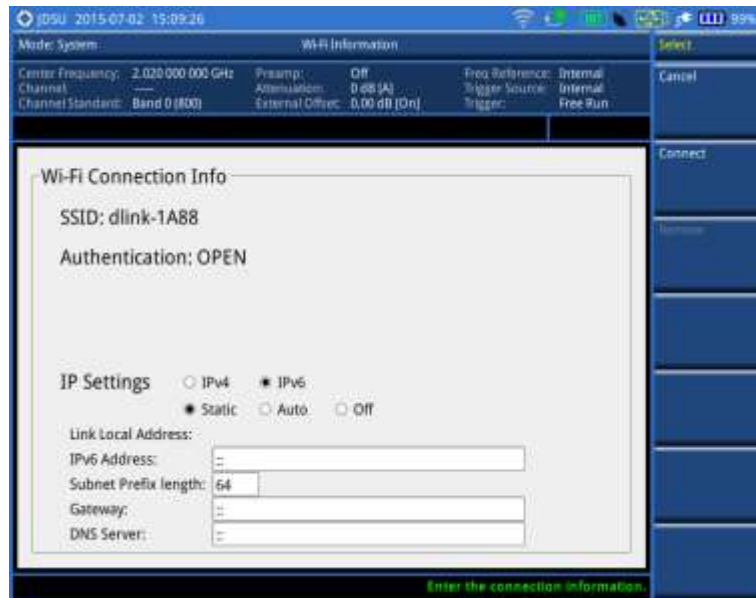 JDSU 2015-07-02 15:09:26 99%
Mode: System Wi-Fi Information Select
Center Frequency: 2.020 000 000 GHz Preamp: Off Freq Reference: Internal
Channel: ---- Attenuation: 0 dB [A] Trigger Source: Internal
Channel Standard: Band 0 (800) External Offset: 0.00 dB [On] Trigger: Free Run
Cancel
Connect
Remove
Wi-Fi Connection Info
SSID: dlink-1A88
Authentication: OPEN
IP Settings IPv4 IPv6
Static Auto Off
Link Local Address:
IPv6 Address: ::
Subnet Prefix length: 64
Gateway: ::
DNS Server: ::
Enter the connection information.